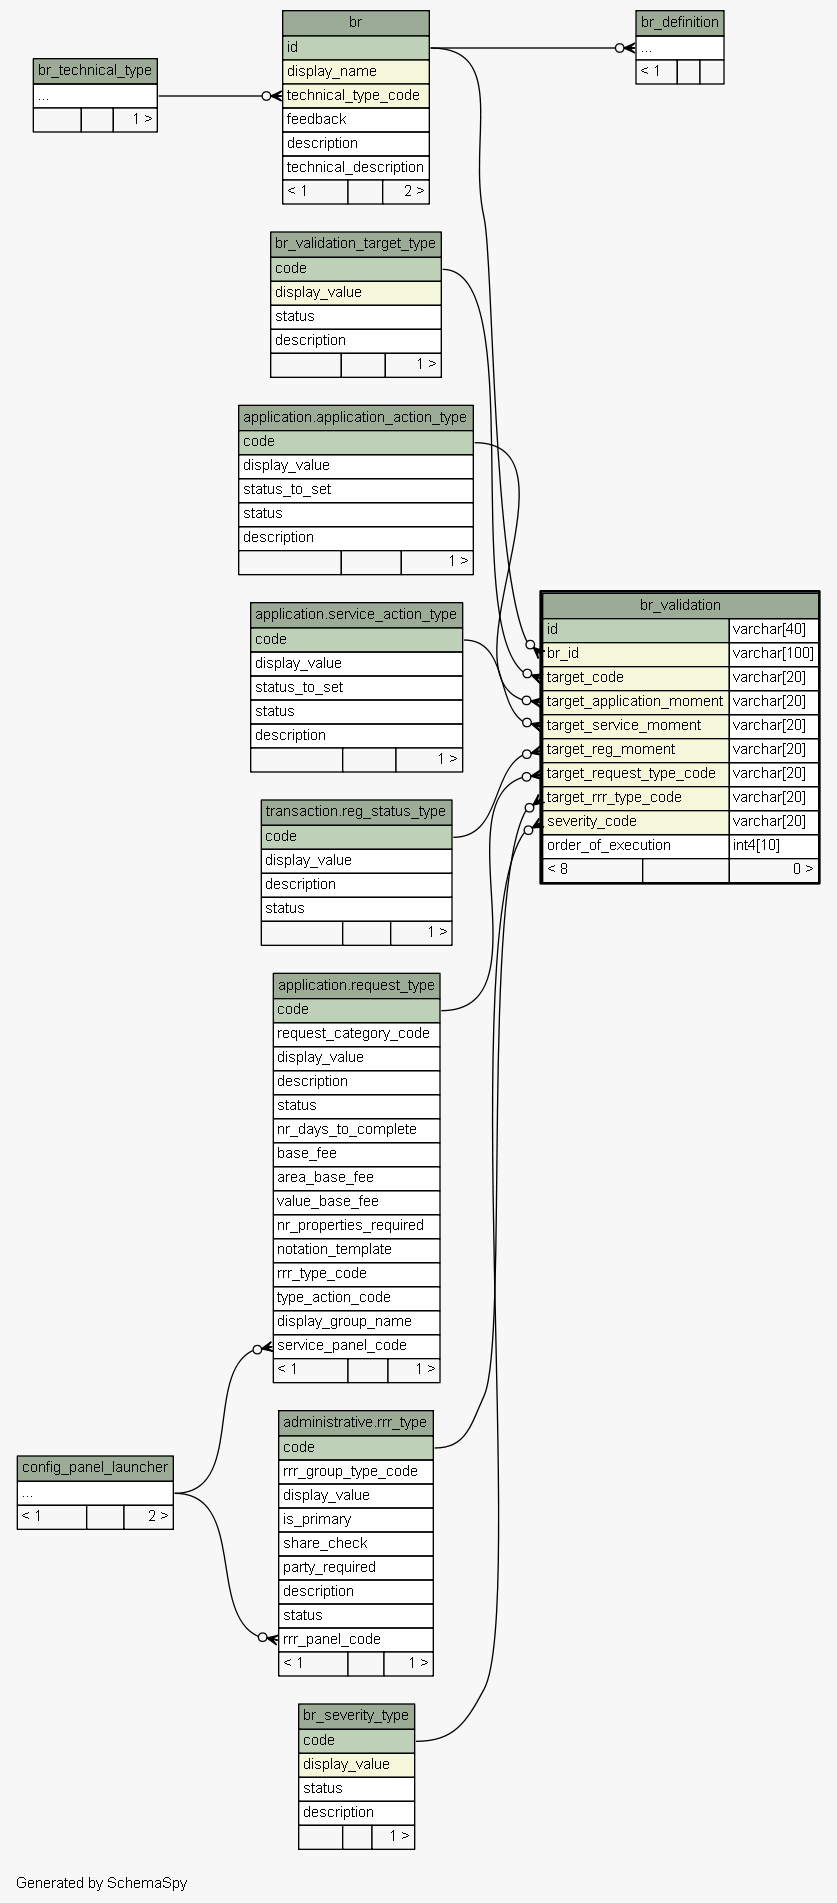 br
id
display_name
technical_type_code
feedback
description
technical_description
< 1 2 >
br_definition
...
< 1
br_technical_type
...
1 >
br_validation_target_type
code
display_value
status
description
1 >
application.application_action_type
code
display_value
status_to_set
status
description
1 >
application.service_action_type
code
display_value
status_to_set
status
description
1 >
br_validation
id varchar[40]
br_id varchar[100]
target_code varchar[20]
target_application_moment varchar[20]
target_service_moment varchar[20]
target_reg_moment varchar[20]
target_request_type_code varchar[20]
target_rrr_type_code varchar[20]
severity_code varchar[20]
order_of_execution int4[10]
< 8 0 >
transaction.reg_status_type
code
display_value
description
status
1 >
application.request_type
code
request_category_code
display_value
description
status
nr_days_to_complete
base_fee
area_base_fee
value_base_fee
nr_properties_required
notation_template
rrr_type_code
type_action_code
display_group_name
service_panel_code
< 1 1 >
administrative.rrr_type
code
rrr_group_type_code
display_value
is_primary
share_check
party_required
description
status
rrr_panel_code
< 1 1 >
config_panel_launcher
...
< 1 2 >
br_severity_type
code
display_value
status
description
1 >
Generated by SchemaSpy